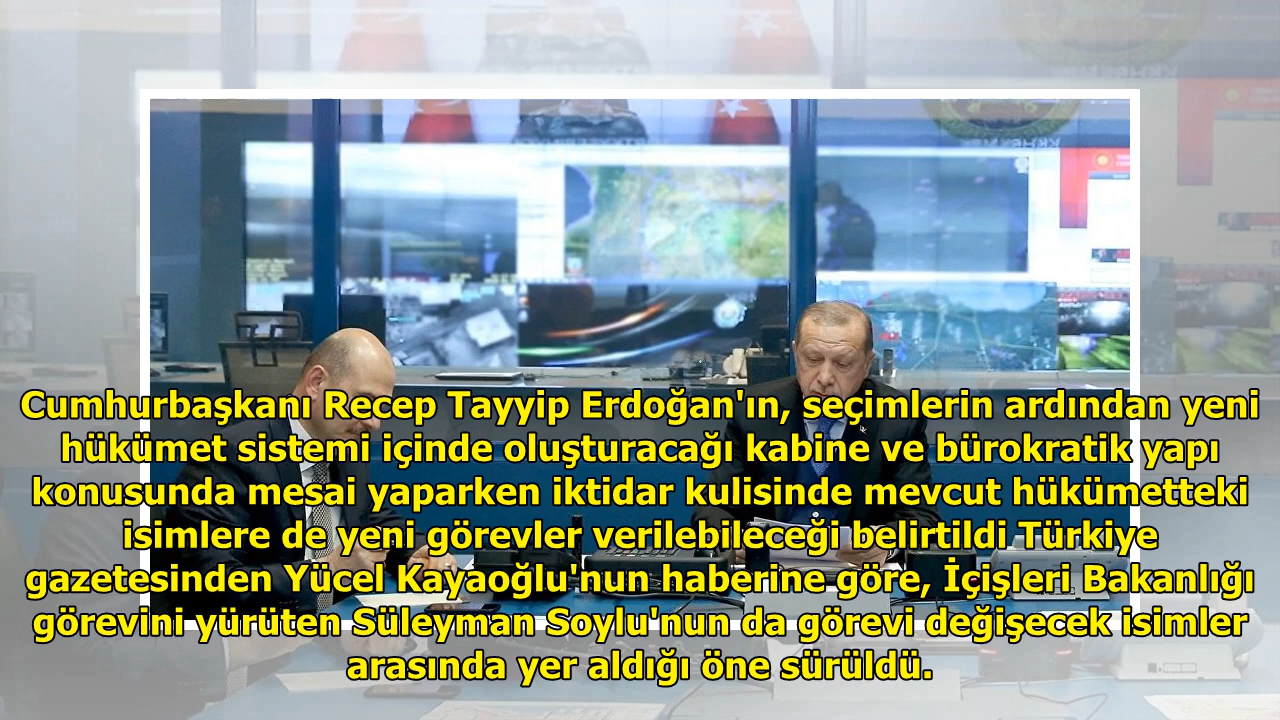 Cumhurbaşkanı Recep Tayyip Erdoğan'ın, seçimlerin ardından yeni
hükümet sistemi içinde oluşturacağı kabine ve bürokratik yapı
konusunda mesai yaparken iktidar kulisinde mevcut hükümetteki
isimlere de yeni görevler verilebileceği belirtildi Türkiye
gazetesinden Yücel Kayaoğlu'nun haberine göre, İçişleri Bakanlığı
görevini yürüten Süleyman Soylu'nun da görevi değişecek isimler
arasında yer aldığı öne sürüldü.